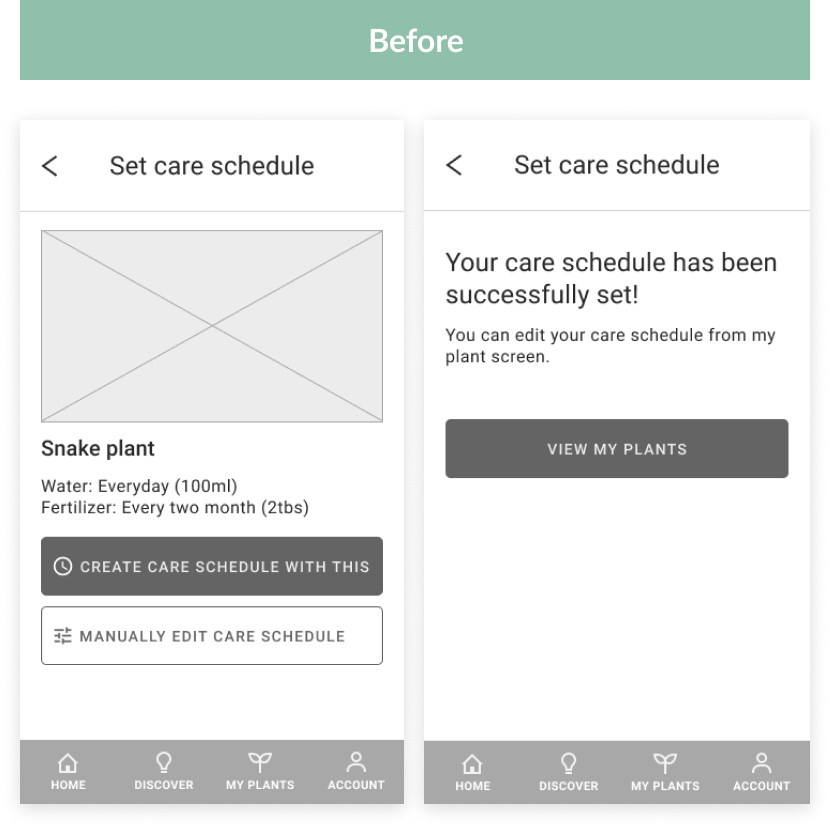 Before
Set care schedule
Snake plant
Water: Everyday (100ml)
Fertilizer: Every two month (2tbs)
CREATE CARE SCHEDULE WITH THIS
MANUALLY EDIT CARE SCHEDULE
HOME DISCOVER MY PLANTS ACCOUNT
Set care schedule
Your care schedule has been
successfully set!
You can edit your care schedule from my
plant screen.
VIEW MY PLANTS
HOME DISCOVER MY PLANTS ACCOUNT